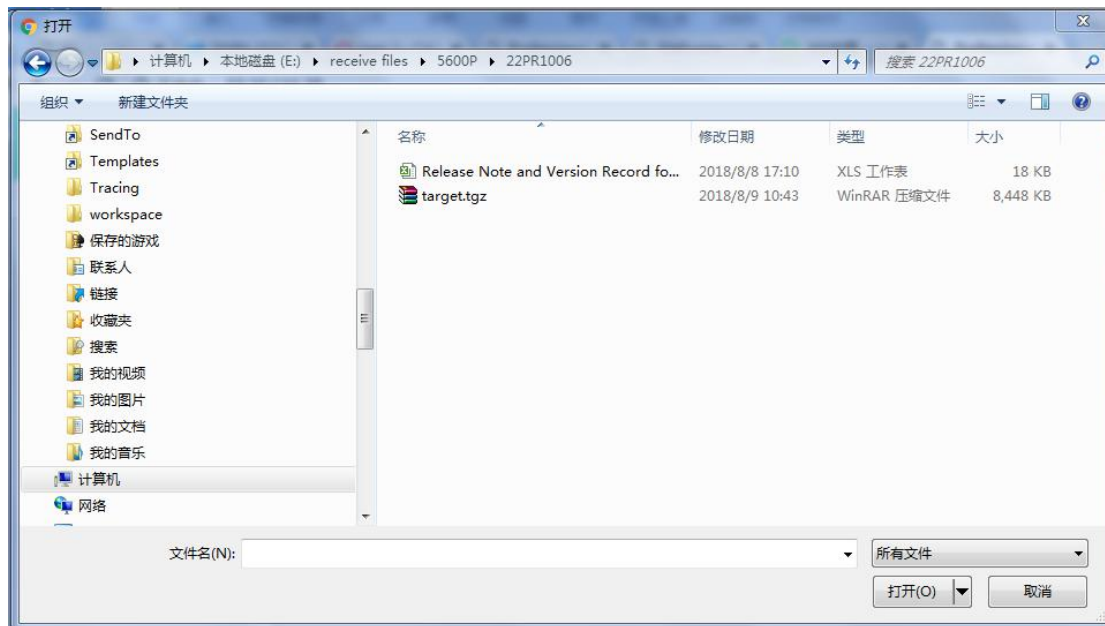 打开
计算机 本地磁盘 (E:) receive files 5600P 22PR1006
搜索 22PR1006
组织 新建文件夹
SendTo
Templates
Tracing
workspace
保存的游戏
联系人
链接
收藏夹
搜索
我的视频
我的图片
我的文档
我的音乐
计算机
网络
名称 修改日期 类型 大小
Release Note and Version Record fo... 2018/8/8 17:10 XLS 工作表 18 KB
target.tgz 2018/8/9 10:43 WinRAR 压缩文件 8,448 KB
文件名(N):
所有文件
打开(O) 取消